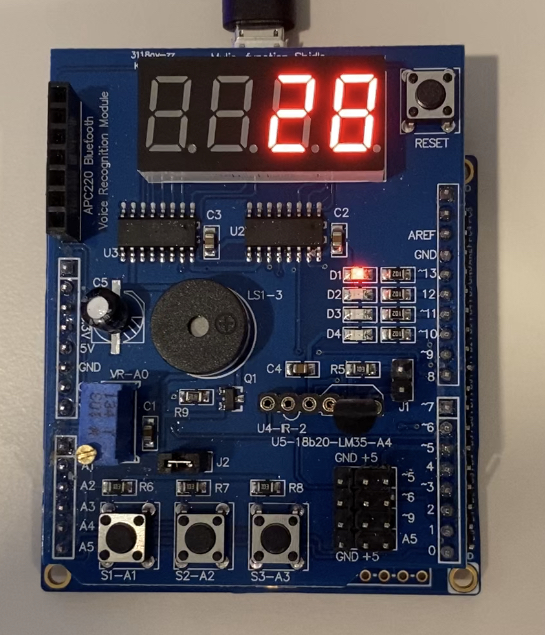 28
RESET
APC220 Bluetooth
Voice Recognition Module
C3
C2
U3
U2
AREF
GND
D1
13
D2
12
D3
~11
D4
~10
~9
8
C5
LS1-3
5V
GND
VR-A0
C4
R5
J1
Q1
R9
C1
U4-IR-2
U5-18b20-LM35-A4
J2
GND +5
~7
~6
~5
4
~3
2
1
0
~5
~6
~9
A5
GND +5
A2
A3
A4
A5
R6
R7
R8
S1-A1
S2-A2
S3-A3